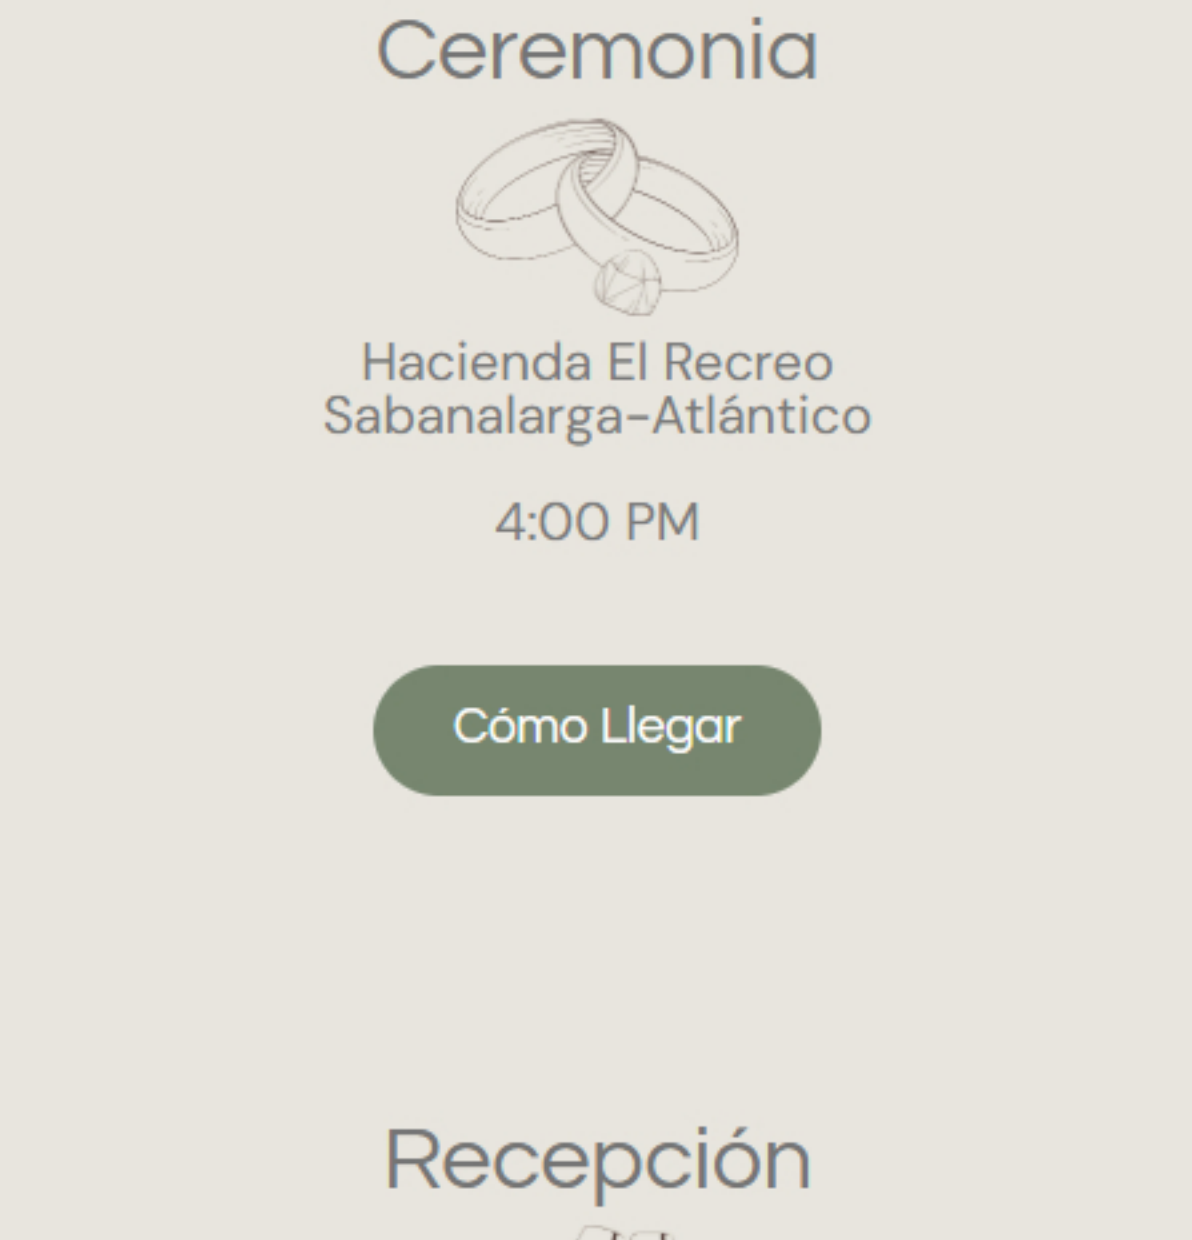 Ceremonia
Hacienda El Recreo
Sabanalarga-Atlántico
4:00 PM
Cómo Llegar
Recepción